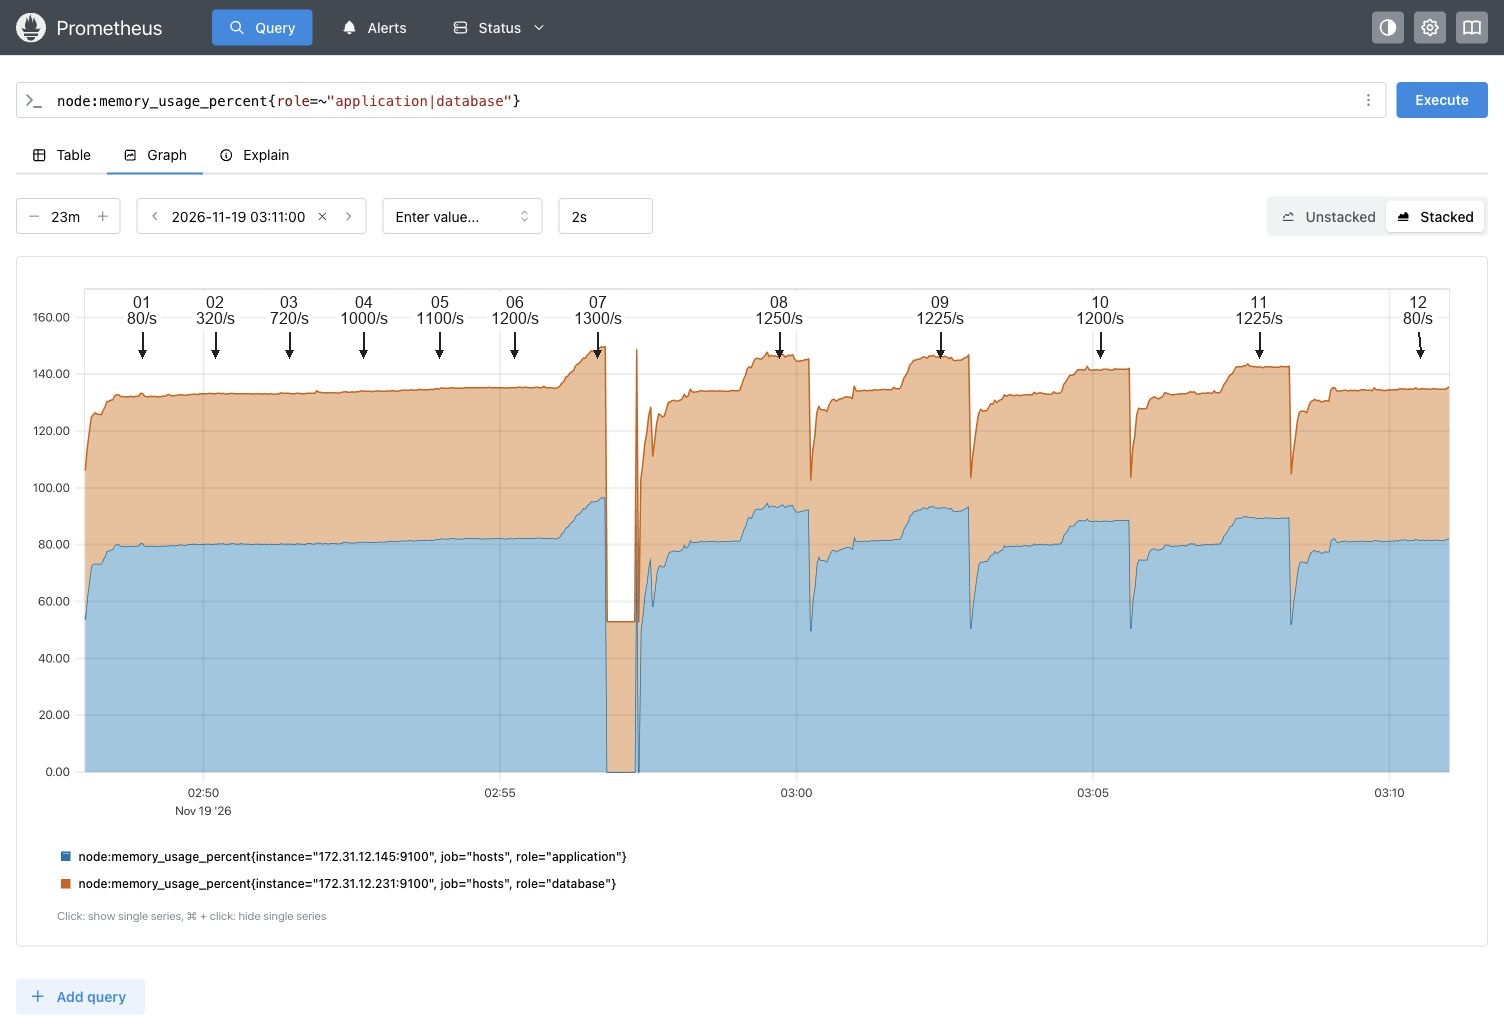 Prometheus Query Alerts Status
>_ node:memory_usage_percent{role=~"application|database"} Execute
Table Graph Explain
− 23m + < 2026-11-19 03:11:00 × > Enter value... 2s Unstacked Stacked
01 02 03 04 05 06 07 08 09 10 11 12
80/s 320/s 720/s 1000/s 1100/s 1200/s 1300/s 1250/s 1225/s 1200/s 1225/s 80/s
160.00
140.00
120.00
100.00
80.00
60.00
40.00
20.00
0.00
02:50 02:55 03:00 03:05 03:10
Nov 19 '26
node:memory_usage_percent{instance="172.31.12.145:9100", job="hosts", role="application"}
node:memory_usage_percent{instance="172.31.12.231:9100", job="hosts", role="database"}
Click: show single series, ⌘ + click: hide single series
+ Add query